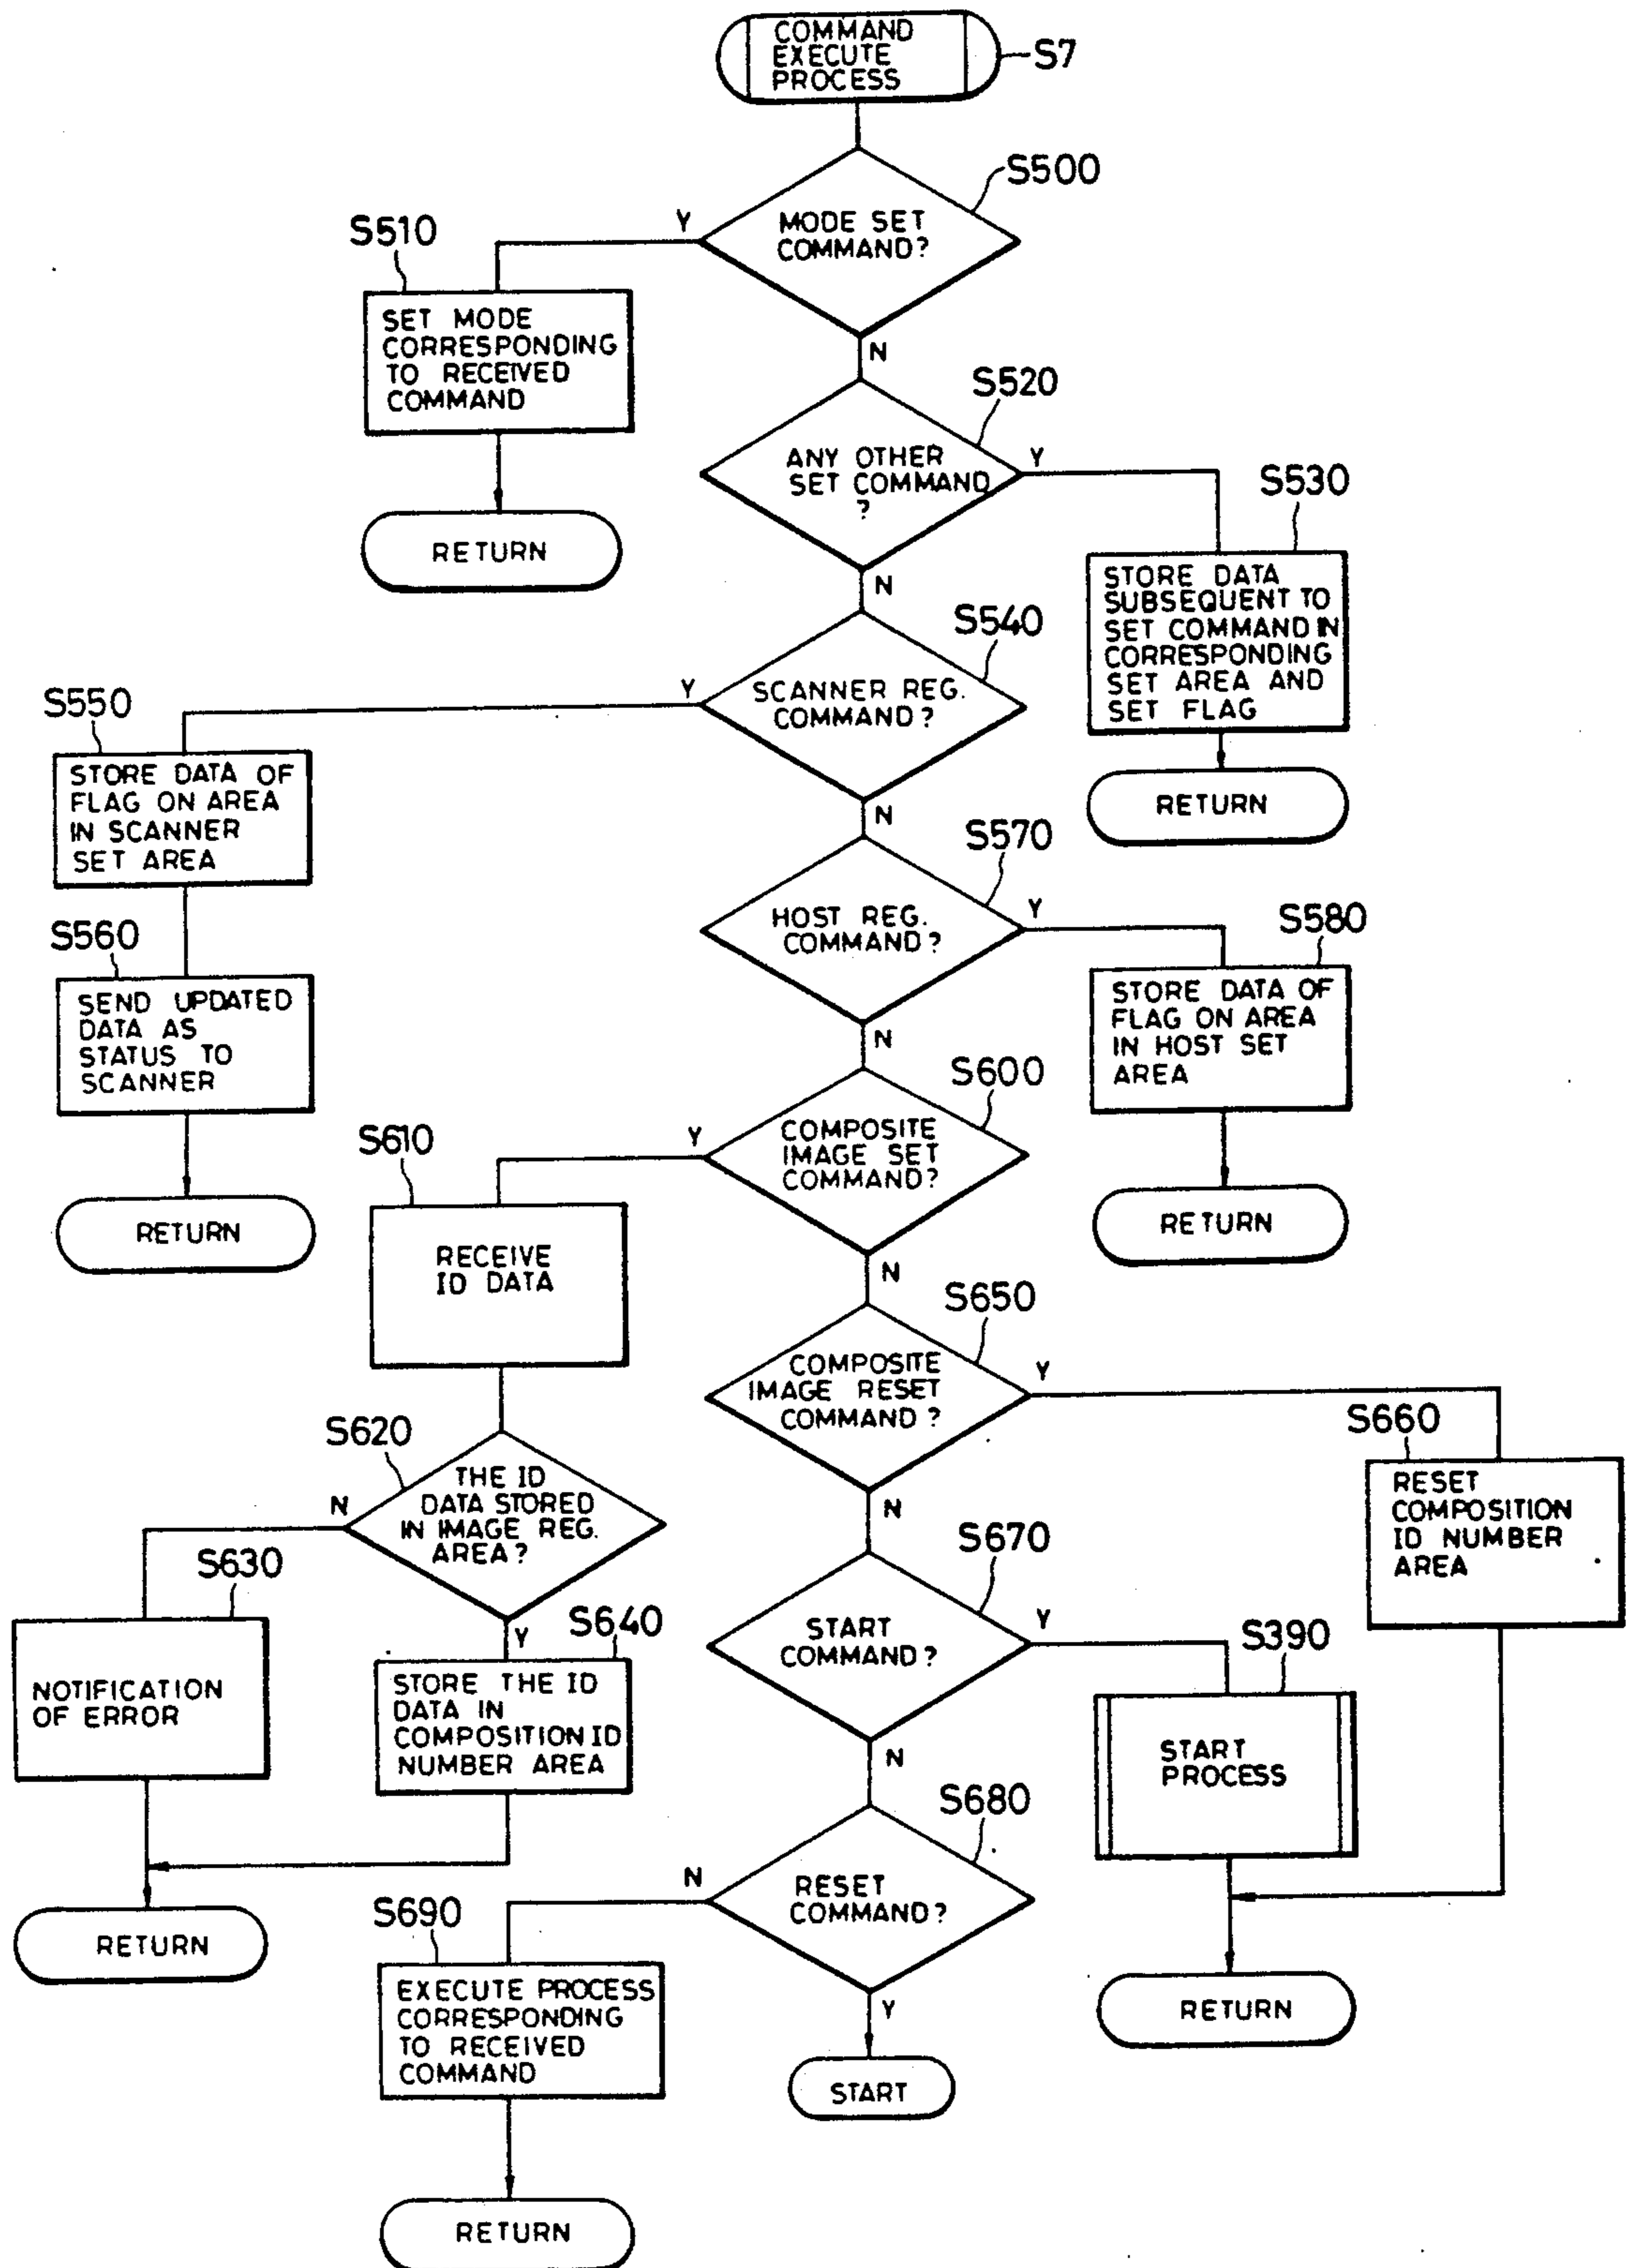 COMMAND
EXECUTE
PROCESS
S7
S500
MODE SET
COMMAND?
Y
N
S510
SET MODE
CORRESPONDING
TO RECEIVED
COMMAND
RETURN
S520
ANY OTHER
SET COMMAND
?
Y
N
S530
STORE DATA
SUBSEQUENT TO
SET COMMAND IN
CORRESPONDING
SET AREA AND
SET FLAG
RETURN
S540
SCANNER REG.
COMMAND?
Y
N
S550
STORE DATA OF
FLAG ON AREA
IN SCANNER
SET AREA
S560
SEND UPDATED
DATA AS
STATUS TO
SCANNER
RETURN
S570
HOST REG.
COMMAND?
Y
N
S580
STORE DATA OF
FLAG ON AREA
IN HOST SET
AREA
RETURN
S600
COMPOSITE
IMAGE SET
COMMAND?
Y
N
S610
RECEIVE
ID DATA
S620
THE ID
DATA STORED
IN IMAGE REG.
AREA?
N
Y
S630
NOTIFICATION
OF ERROR
S640
STORE THE ID
DATA IN
COMPOSITION ID
NUMBER AREA
RETURN
S650
COMPOSITE
IMAGE RESET
COMMAND?
Y
N
S660
RESET
COMPOSITION
ID NUMBER
AREA
S670
START
COMMAND?
Y
N
S390
START
PROCESS
RETURN
S680
RESET
COMMAND?
N
Y
S690
EXECUTE PROCESS
CORRESPONDING
TO RECEIVED
COMMAND
RETURN
START